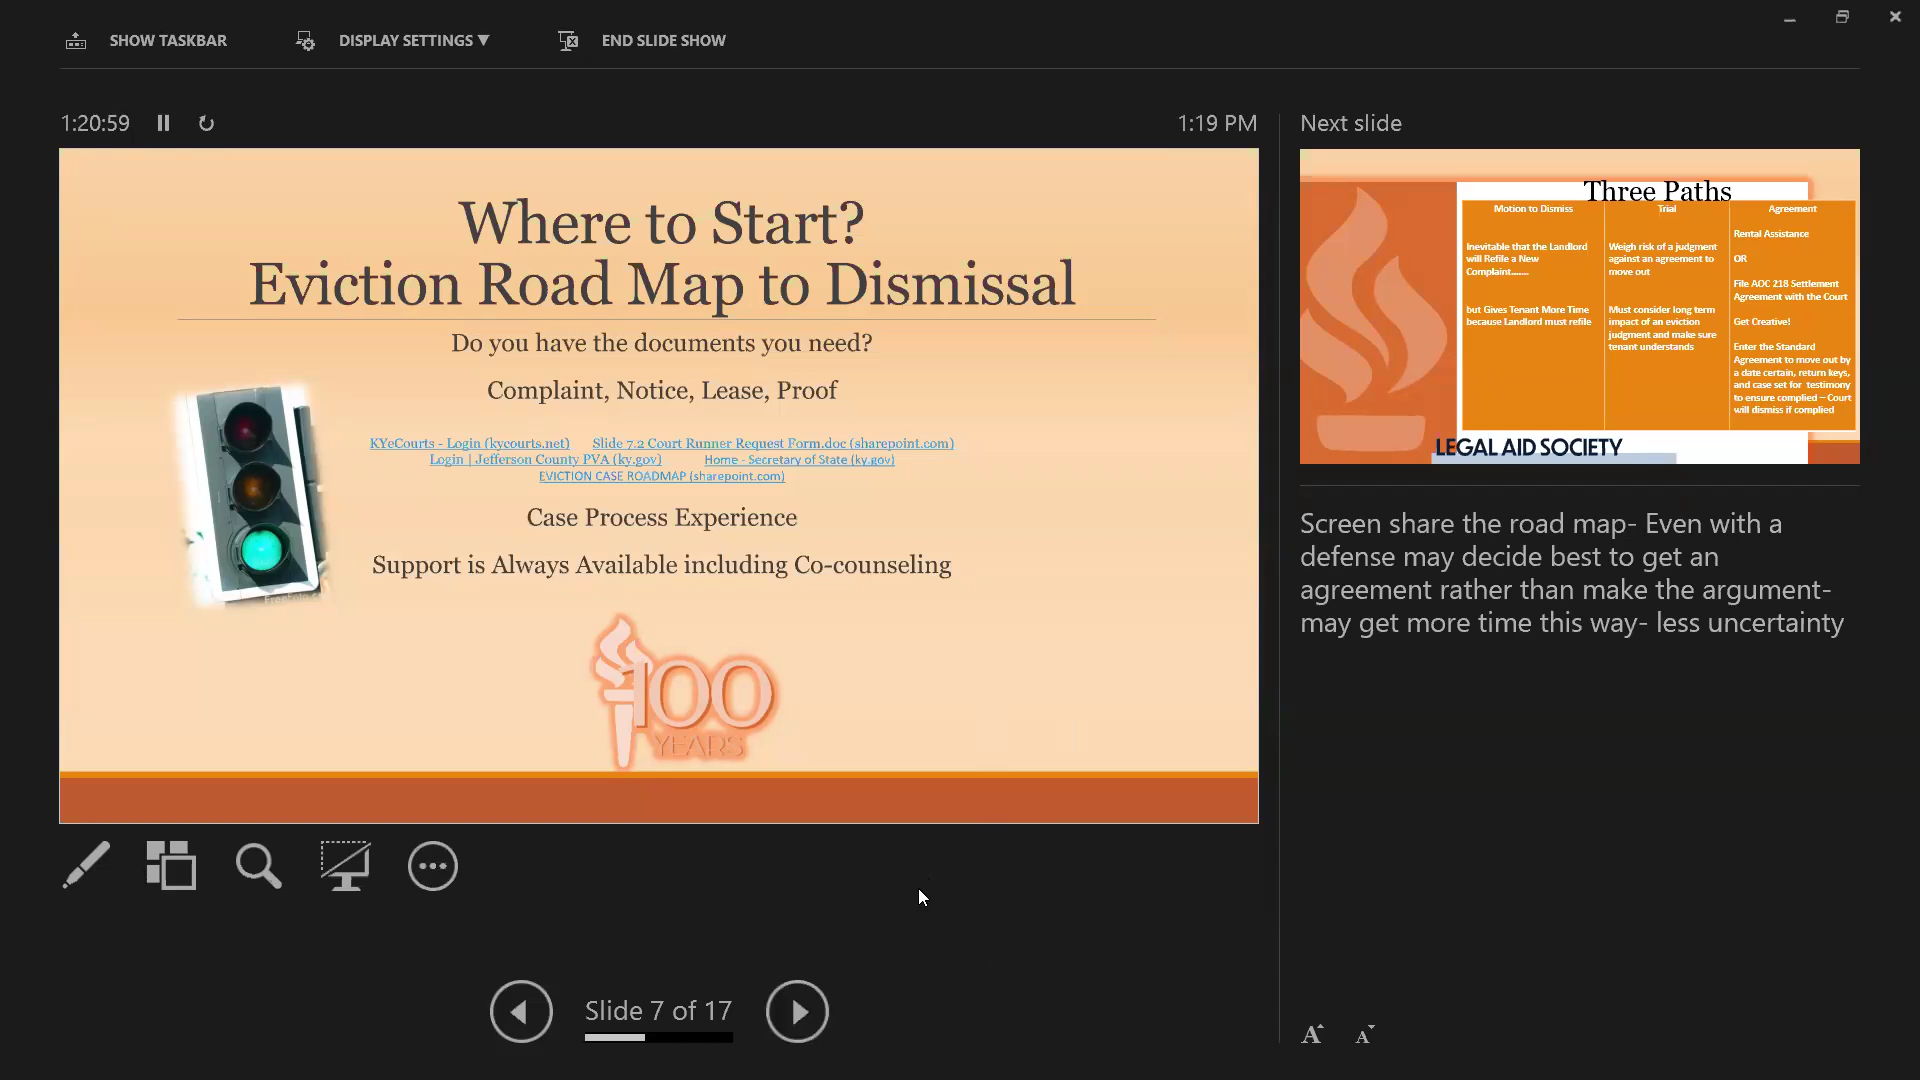 SHOW TASKBAR
DISPLAY SETTINGS ▼
END SLIDE SHOW
1:20:59
1:19 PM
Where to Start?
Eviction Road Map to Dismissal
Do you have the documents you need?
Complaint, Notice, Lease, Proof
KYeCourts - Login (kycourts.net) Slide 7.2 Court Runner Request Form.doc (sharepoint.com)
Login | Jefferson County PVA (ky.gov) Home - Secretary of State (ky.gov)
EVICTION CASE ROADMAP (sharepoint.com)
Case Process Experience
Support is Always Available including Co-counseling
100
YEARS
Slide 7 of 17
Next slide
Three Paths
Motion to Dismiss
Inevitable that the Landlord
will Refile a New
Complaint.......
but Gives Tenant More Time
because Landlord must refile
Trial
Weigh risk of a judgment
against an agreement to
move out
Must consider long term
impact of an eviction
judgment and make sure
tenant understands
Agreement
Rental Assistance
OR
File AOC 218 Settlement
Agreement with the Court
Get Creative!
Enter the Standard
Agreement to move out by
a date certain, return keys,
and case set for testimony
to ensure complied – Court
will dismiss if complied
LEGAL AID SOCIETY
Screen share the road map- Even with a
defense may decide best to get an
agreement rather than make the argument-
may get more time this way- less uncertainty
A A